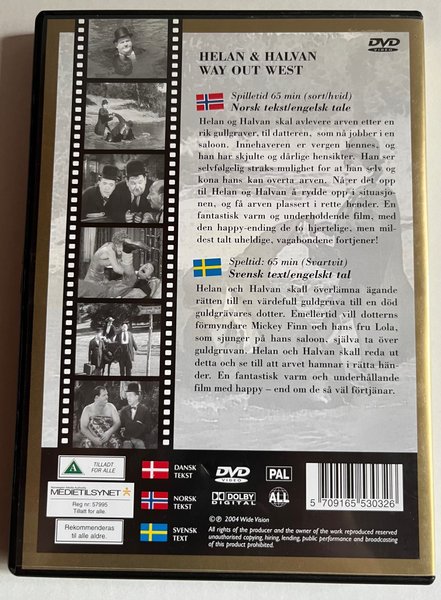 HELAN & HALVAN
WAY OUT WEST
DVD
VIDEO
Spilletid 65 min (sort/hvid)
Norsk tekst/engelsk tale
Helan og Halvan skal avlevere arven etter en
rik gullgraver, til datteren, som nå jobber i en
saloon. Innehaveren er vergen hennes, og
han har skjulte og dårlige hensikter. Han ser
selvfølgelig straks mulighet for at han selv og
kona hans kan overta arven. Nå er det opp
til Helan og Halvan å rydde opp i situasjo-
nen, og få arven plassert i rette hender. En
fantastisk varm og underholdende film, med
den happy-ending de to hjertelige, men mil-
dest talt uheldige, vagabondene fortjener!
Speltid: 65 min (Svartvit)
Svensk text/engelskt tal
Helan och Halvan skall överlämna ägande
rätten till en värdefull guldgruva till en död
guldgrävares dotter. Emellertid vill dotterns
förmyndare Mickey Finn och hans fru Lola,
som sjunger på hans saloon, själva ta över
guldgruvan. Helan och Halvan skall reda ut
detta och se till att arvet hamnar i rätta hän-
der. En fantastisk varm och underhållande
film med happy – end om de så väl förtjänar.
A
TILLADT
FOR ALLE
MEDIETILSYNET
Reg nr: 57995
Tillatt for alle.
Rekommenderas
til alle aldre.
DANSK
TEKST
NORSK
TEKST
SVENSK
TEXT
DVD
VIDEO
PAL
DOLBY
DIGITAL
ALL
5 709165 530326
©℗ 2004 Wide Vision
All rights of the producer and the owner of the work reproduced reserved
unauthorised copying, hiring, lending, public performance and broadcasting
of this product prohibited.